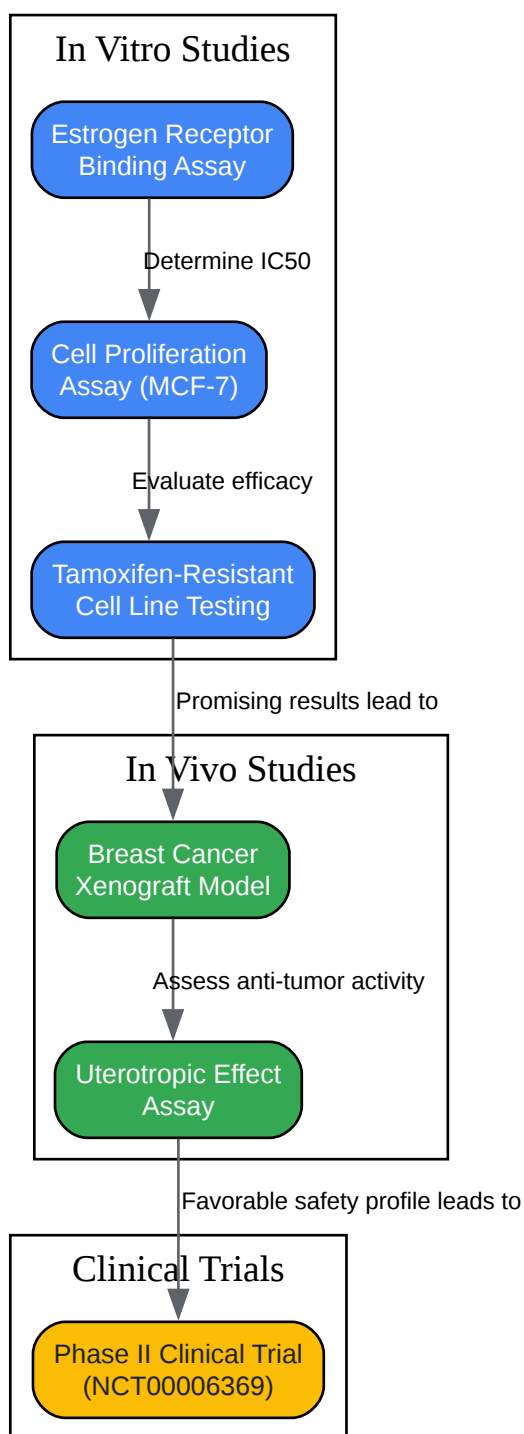 In Vitro Studies
Estrogen Receptor
Binding Assay
Determine IC50
Cell Proliferation
Assay (MCF-7)
Evaluate efficacy
Tamoxifen-Resistant
Cell Line Testing
Promising results lead to
In Vivo Studies
Breast Cancer
Xenograft Model
Assess anti-tumor activity
Uterotropic Effect
Assay
Favorable safety profile leads to
Clinical Trials
Phase II Clinical Trial
(NCT00006369)